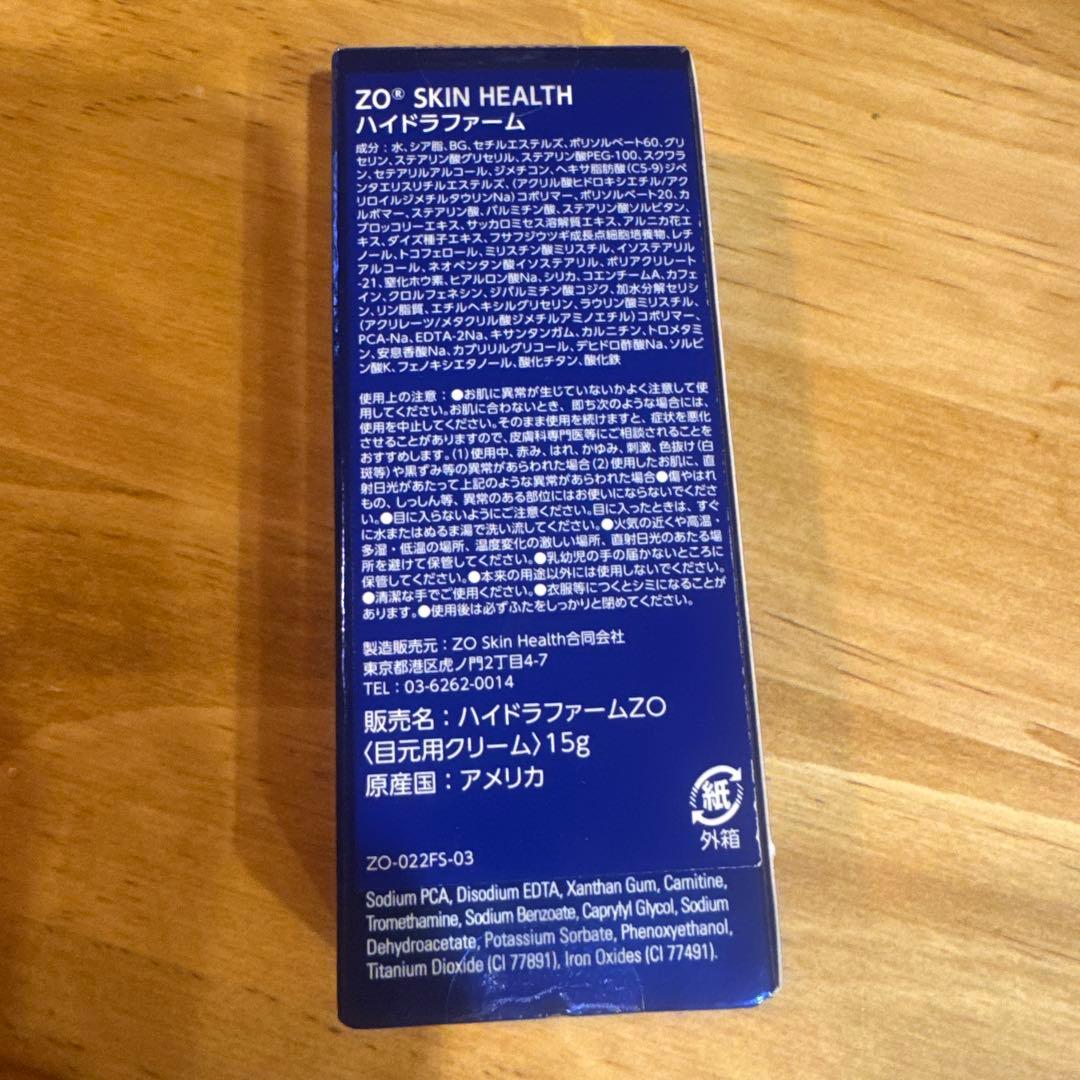 ZO® SKIN HEALTH
ハイドラファーム
成分：水、シア脂、BG、セチルエステルズ、ポリソルベート60、グリ
セリン、ステアリン酸グリセリル、ステアリン酸PEG-100、スクワラ
ン、セテアリルアルコール、ジメチコン、ヘキサ脂肪酸(C5-9)ジペ
ンタエリスリチルエステルズ、(アクリル酸ヒドロキシエチル/アク
リロイルジメチルタウリンNa)コポリマー、ポリソルベート20、カ
ルボマー、ステアリン酸、パルミチン酸、ステアリン酸ソルビタン、
ブロッコリーエキス、サッカロミセス溶解質エキス、アルニカ花エ
キス、ダイズ種子エキス、フサフジウツギ成長点細胞培養物、レチ
ノール、トコフェロール、ミリスチン酸ミリスチル、イソステアリル
アルコール、ネオペンタン酸イソステアリル、ポリアクリレート
-21、窒化ホウ素、ヒアルロン酸Na、シリカ、コエンチームA、カフェ
イン、クロルフェネシン、ジパルミチン酸コジク、加水分解セリシ
ン、リン脂質、エチルヘキシルグリセリン、ラウリン酸ミリスチル、
(アクリレーツ/メタクリル酸ジメチルアミノエチル)コポリマー、
PCA-Na、EDTA-2Na、キサンタンガム、カルニチン、トロメタミ
ン、安息香酸Na、カプリリルグリコール、デヒドロ酢酸Na、ソルビ
ン酸K、フェノキシエタノール、酸化チタン、酸化鉄
使用上の注意：●お肌に異常が生じていないかよく注意して使
用してください。お肌に合わないとき、即ち次のような場合には、
使用を中止してください。そのまま使用を続けますと、症状を悪化
させることがありますので、皮膚科専門医等にご相談されることを
おすすめします。(1)使用中、赤み、はれ、かゆみ、刺激、色抜け(白
斑等)や黒ずみ等の異常があらわれた場合(2)使用したお肌に、直
射日光があたって上記のような異常があらわれた場合●傷やはれ
もの、しっしん等、異常のある部位にはお使いにならないでくださ
い。●目に入らないようにご注意ください。目に入ったときは、すぐ
に水またはぬるま湯で洗い流してください。●火気の近くや高温・
多湿・低温の場所、温度変化の激しい場所、直射日光のあたる場
所を避けて保管してください。●乳幼児の手の届かないところに
保管してください。●本来の用途以外には使用しないでください。
●清潔な手でご使用ください。●衣服等につくとシミになることが
あります。●使用後は必ずふたをしっかりと閉めてください。
製造販売元：ZO Skin Health合同会社
東京都港区虎ノ門2丁目4-7
TEL：03-6262-0014
販売名：ハイドラファームZO
〈目元用クリーム〉15g
原産国：アメリカ
紙
外箱
ZO-022FS-03
Sodium PCA, Disodium EDTA, Xanthan Gum, Carnitine,
Tromethamine, Sodium Benzoate, Caprylyl Glycol, Sodium
Dehydroacetate, Potassium Sorbate, Phenoxyethanol,
Titanium Dioxide (CI 77891), Iron Oxides (CI 77491).